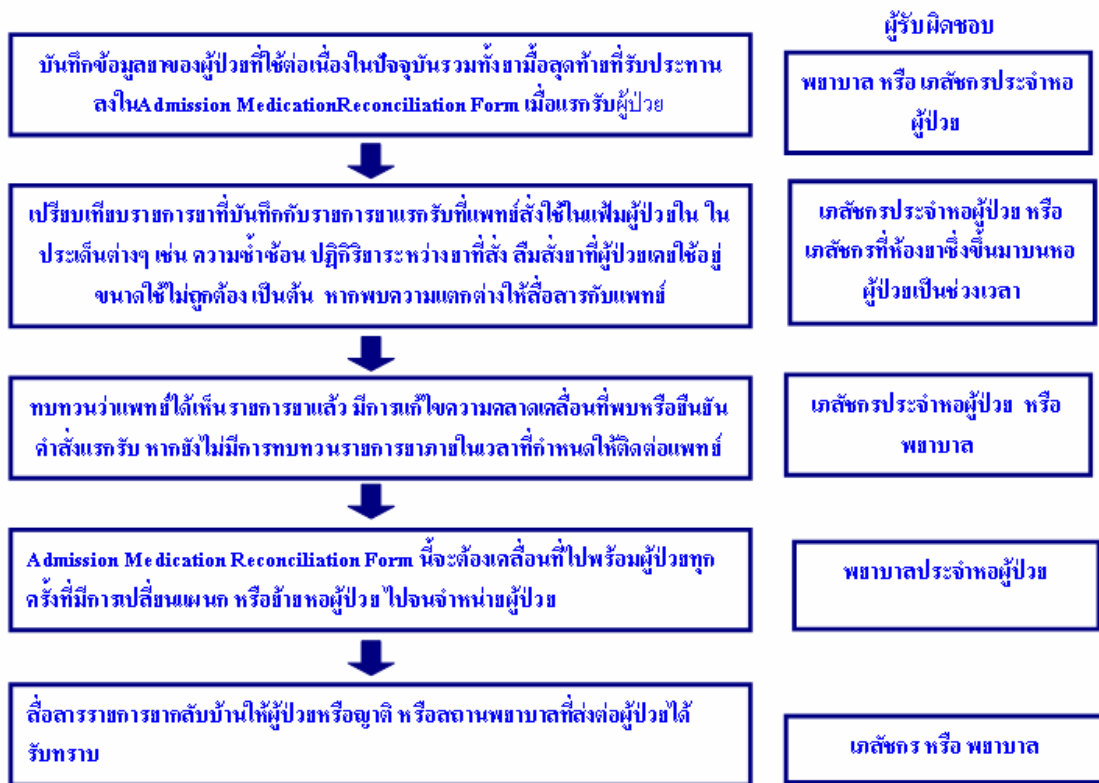 ผู้รับผิดชอบ
บันทึกข้อมูลยาของผู้ป่วยที่ใช้ต่อเนื่องในปัจจุบันรวมทั้งยามื้อสุดท้ายที่รับประทาน
ลงในAdmission MedicationReconciliation Form เมื่อแรกรับผู้ป่วย
พยาบาล หรือ เภสัชกรประจำหอ
ผู้ป่วย
เปรียบเทียบรายการยาที่บันทึกกับรายการยาแรกรับที่แพทย์สั่งใช้ในแฟ้มผู้ป่วยใน ใน
ประเด็นต่างๆ เช่น ความซ้ำซ้อน ปฏิกิริยาระหว่างยาที่สั่ง ลืมสั่งยาที่ผู้ป่วยเคยใช้อยู่
ขนาดใช้ไม่ถูกต้อง เป็นต้น หากพบความแตกต่างให้สื่อสารกับแพทย์
เภสัชกรประจำหอผู้ป่วย หรือ
เภสัชกรที่ห้องยาซึ่งขึ้นมาบนหอ
ผู้ป่วยเป็นช่วงเวลา
ทบทวนว่าแพทย์ได้เห็นรายการยาแล้ว มีการแก้ไขความคลาดเคลื่อนที่พบหรือยืนยัน
คำสั่งแรกรับ หากยังไม่มีการทบทวนรายการยาภายในเวลาที่กำหนดให้ติดต่อแพทย์
เภสัชกรประจำหอผู้ป่วย หรือ
พยาบาล
Admission Medication Reconciliation Form นี้จะต้องเคลื่อนที่ไปพร้อมผู้ป่วยทุก
ครั้งที่มีการเปลี่ยนแผนก หรือย้ายหอผู้ป่วย ไปจนจำหน่ายผู้ป่วย
พยาบาลประจำหอผู้ป่วย
สื่อสารรายการยากลับบ้านให้ผู้ป่วยหรือญาติ หรือสถานพยาบาลที่ส่งต่อผู้ป่วยได้
รับทราบ
เภสัชกร หรือ พยาบาล